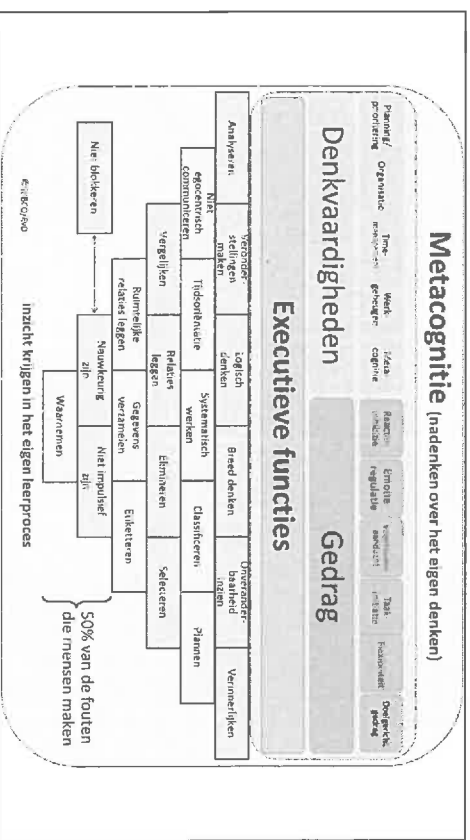 Metacognitie (nadenken over het eigen denken)
Planning/
prioritering
Organisatie
Time-
management
Werk-
geheugen
Meta-
cognitie
Reactie
Emotie
regulatie
aandacht
Taak
initiatie
Flexibiliteit
Doelgericht
gedrag
Denkvaardigheden
Gedrag
Executieve functies
Analyseren
Veronder-
stellingen
maken
Logisch
denken
Breed denken
Onverander-
baarheid
inzien
Verinnerlijken
Niet
egocentrisch
communiceren
Tijdsoriëntatie
Systematisch
werken
Classificeren
Plannen
Vergelijken
Relaties
leggen
Elimineren
Selecteren
Ruimtelijke
relaties leggen
Gegevens
verzamelen
Etiketteren
Niet blokkeren
Nauwkeurig
zijn
Niet impulsief
zijn
Waarnemen
50% van de fouten
die mensen maken
inzicht krijgen in het eigen leerproces